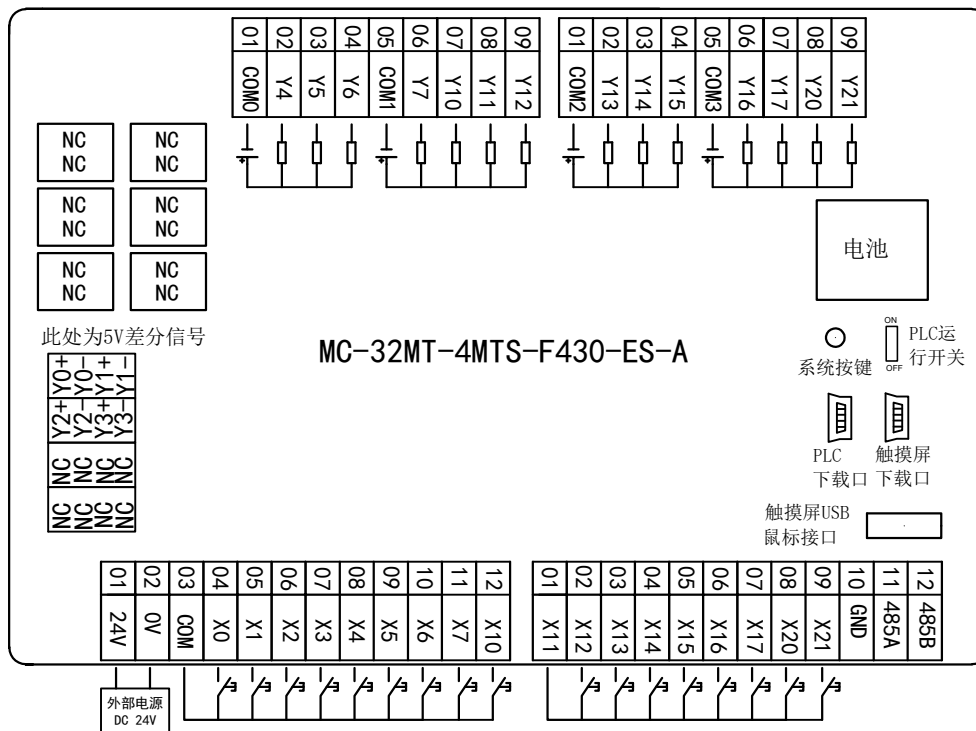 01 02 03 04 05 06 07 08 09
COM0 Y4 Y5 Y6 COM1 Y7 Y10 Y11 Y12
01 02 03 04 05 06 07 08 09
COM2 Y13 Y14 Y15 COM3 Y16 Y17 Y20 Y21
NC NC
NC NC
NC NC
NC NC
NC NC
NC NC
电池
此处为5V差分信号
Y0+ Y0- Y1+ Y1-
Y2+ Y2- Y3+ Y3-
NC NC NC NC
NC NC NC NC
MC-32MT-4MTS-F430-ES-A
系统按键
ON
OFF
PLC运
行开关
PLC
下载口
触摸屏
下载口
触摸屏USB
鼠标接口
01 02 03 04 05 06 07 08 09 10 11 12
24V 0V COM X0 X1 X2 X3 X4 X5 X6 X7 X10
01 02 03 04 05 06 07 08 09 10 11 12
X11 X12 X13 X14 X15 X16 X17 X20 X21 GND 485A 485B
外部电源
DC 24V